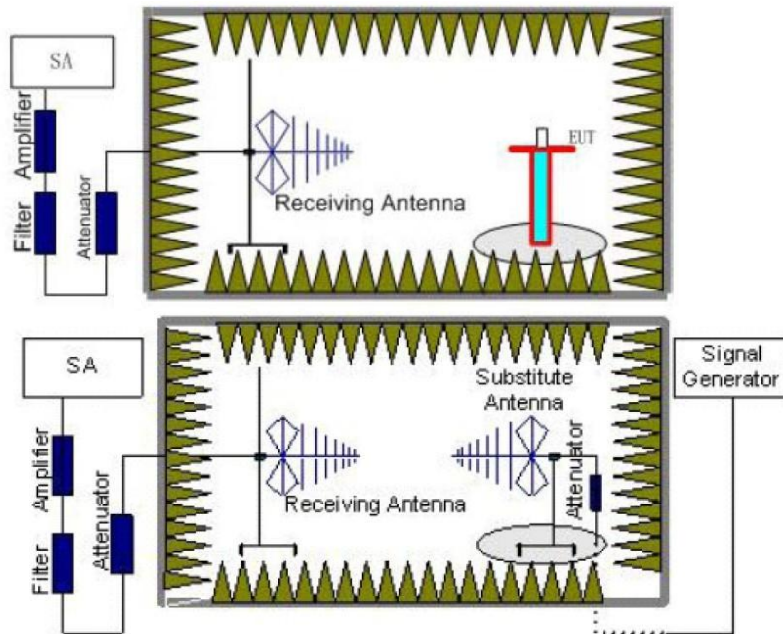 SA
Amplifier
Filter
Attenuator
EUT
Receiving Antenna
SA
Amplifier
Filter
Attenuator
Receiving Antenna
Substitute
Antenna
Attenuator
Signal
Generator